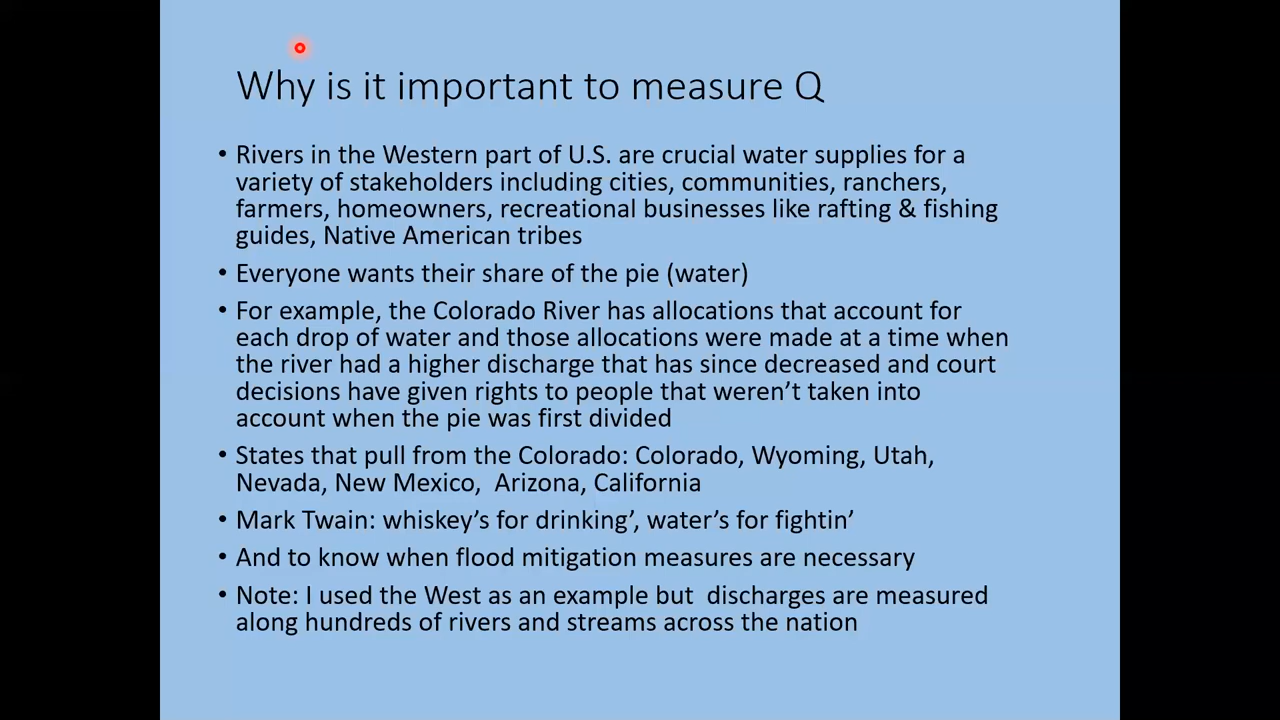 Why is it important to measure Q
• Rivers in the Western part of U.S. are crucial water supplies for a
variety of stakeholders including cities, communities, ranchers,
farmers, homeowners, recreational businesses like rafting & fishing
guides, Native American tribes
• Everyone wants their share of the pie (water)
• For example, the Colorado River has allocations that account for
each drop of water and those allocations were made at a time when
the river had a higher discharge that has since decreased and court
decisions have given rights to people that weren’t taken into
account when the pie was first divided
• States that pull from the Colorado: Colorado, Wyoming, Utah,
Nevada, New Mexico,  Arizona, California
• Mark Twain: whiskey’s for drinking’, water’s for fightin’
• And to know when flood mitigation measures are necessary
• Note: I used the West as an example but  discharges are measured
along hundreds of rivers and streams across the nation